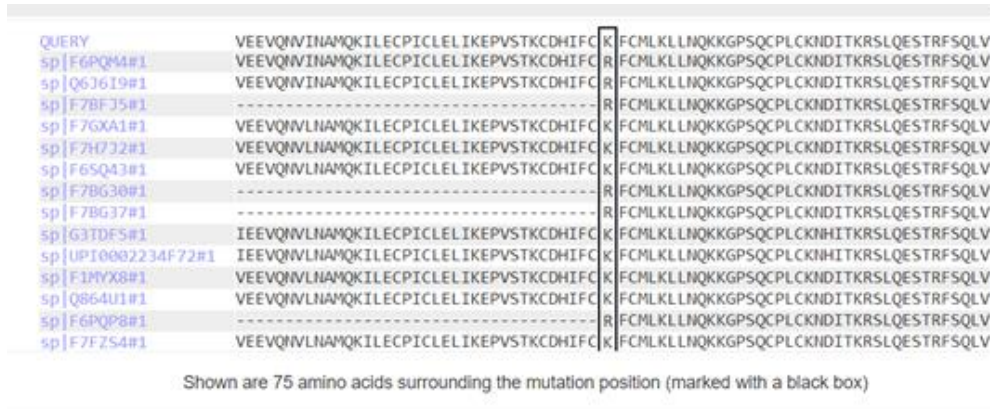 QUERY VEEVQNVINAMQKILECPICLELIKEPVSTKCDHIFCKFCMLKLLNQKKGPSQCPLCKNDITKRSLQESTRFSQLV
sp|F6PQM4#1 VEEVQNVINAMQKILECPICLELIKEPVSTKCDHIFCRFCMLKLLNQKKGPSQCPLCKNDITKRSLQESTRFSQLV
sp|Q6J6I9#1 VEEVQNVINAMQKILECPICLELIKEPVSTKCDHIFCRFCMLKLLNQKKGPSQCPLCKNDITKRSLQESTRFSQLV
sp|F7BFJ5#1 -------------------------------------RFCMLKLLNQKKGPSQCPLCKNDITKRSLQESTRFSQLV
sp|F7GXA1#1 VEEVQNVLNAMQKILECPICLELIKEPVSTKCDHIFCKFCMLKLLNQKKGPSQCPLCKNDITKRSLQESTRFSQLV
sp|F7H7J2#1 VEEVQNVLNAMQKILECPICLELIKEPVSTKCDHIFCKFCMLKLLNQKKGPSQCPLCKNDITKRSLQESTRFSQLV
sp|F6SQ43#1 VEEVQNVLNAMQKILECPICLELIKEPVSTKCDHIFCKFCMLKLLNQKKGPSQCPLCKNDITKRSLQESTRFSQLV
sp|F7BG30#1 -------------------------------------RFCMLKLLNQKKGPSQCPLCKNDITKRSLQESTRFSQLV
sp|F7BG37#1 -------------------------------------RFCMLKLLNQKKGPSQCPLCKNDITKRSLQESTRFSQLV
sp|G3TDF5#1 IEEVQNVLNAMQKILECPICLELIKEPVSTKCDHIFCKFCMLKLLNQKKGPSQCPLCKNHITKRSLQESTRFSQLV
sp|UPI0002234F72#1 IEEVQNVLNAMQKILECPICLELIKEPVSTKCDHIFCKFCMLKLLNQKKGPSQCPLCKNHITKRSLQESTRFSQLV
sp|F1MYX8#1 VEEVQNVLNAMQKILECPICLELIKEPVSTKCDHIFCKFCMLKLLNQKKGPSQCPLCKNDITKRSLQESTRFSQLV
sp|Q864U1#1 VEEVQNVLNAMQKILECPICLELIKEPVSTKCDHIFCKFCMLKLLNQKKGPSQCPLCKNDITKRSLQESTRFSQLV
sp|F6PQP8#1 -------------------------------------RFCMLKLLNQKKGPSQCPLCKNDITKRSLQESTRFSQLV
sp|F7FZS4#1 VEEVQNVLNAMQKILECPICLELIKEPVSTKCDHIFCKFCMLKLLNQKKGPSQCPLCKNDITKRSLQESTRFSQLV
Shown are 75 amino acids surrounding the mutation position (marked with a black box)